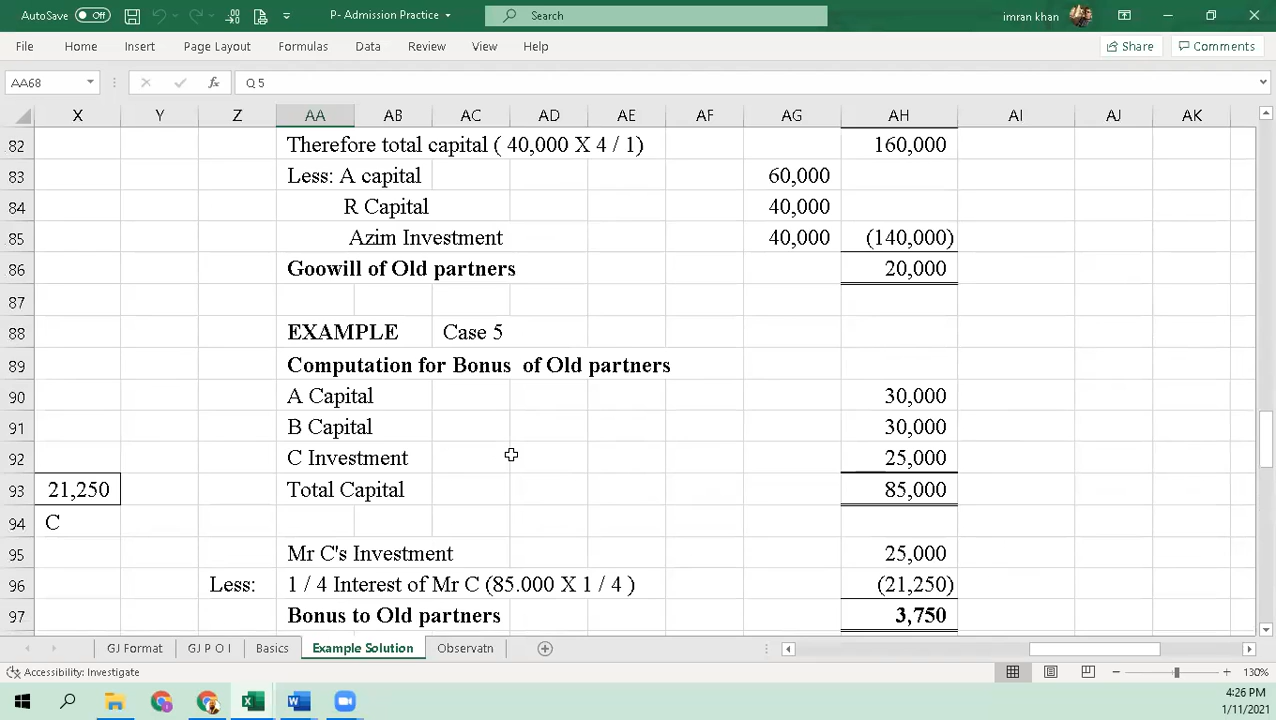 AutoSave Off P- Admission Practice Search imran khan
File Home Insert Page Layout Formulas Data Review View Help Share Comments
AA68 fx Q 5
X Y Z AA AB AC AD AE AF AG AH AI AJ AK
82 Therefore total capital ( 40,000 X 4 / 1) 160,000
83 Less: A capital 60,000
84 R Capital 40,000
85 Azim Investment 40,000 (140,000)
86 Goowill of Old partners 20,000
87
88 EXAMPLE Case 5
89 Computation for Bonus of Old partners
90 A Capital 30,000
91 B Capital 30,000
92 C Investment 25,000
93 21,250 Total Capital 85,000
94 C
95 Mr C's Investment 25,000
96 Less: 1 / 4 Interest of Mr C (85.000 X 1 / 4 ) (21,250)
97 Bonus to Old partners 3,750
GJ Format GJ P O I Basics Example Solution Observatn
Accessibility: Investigate 130%
4:26 PM
1/11/2021